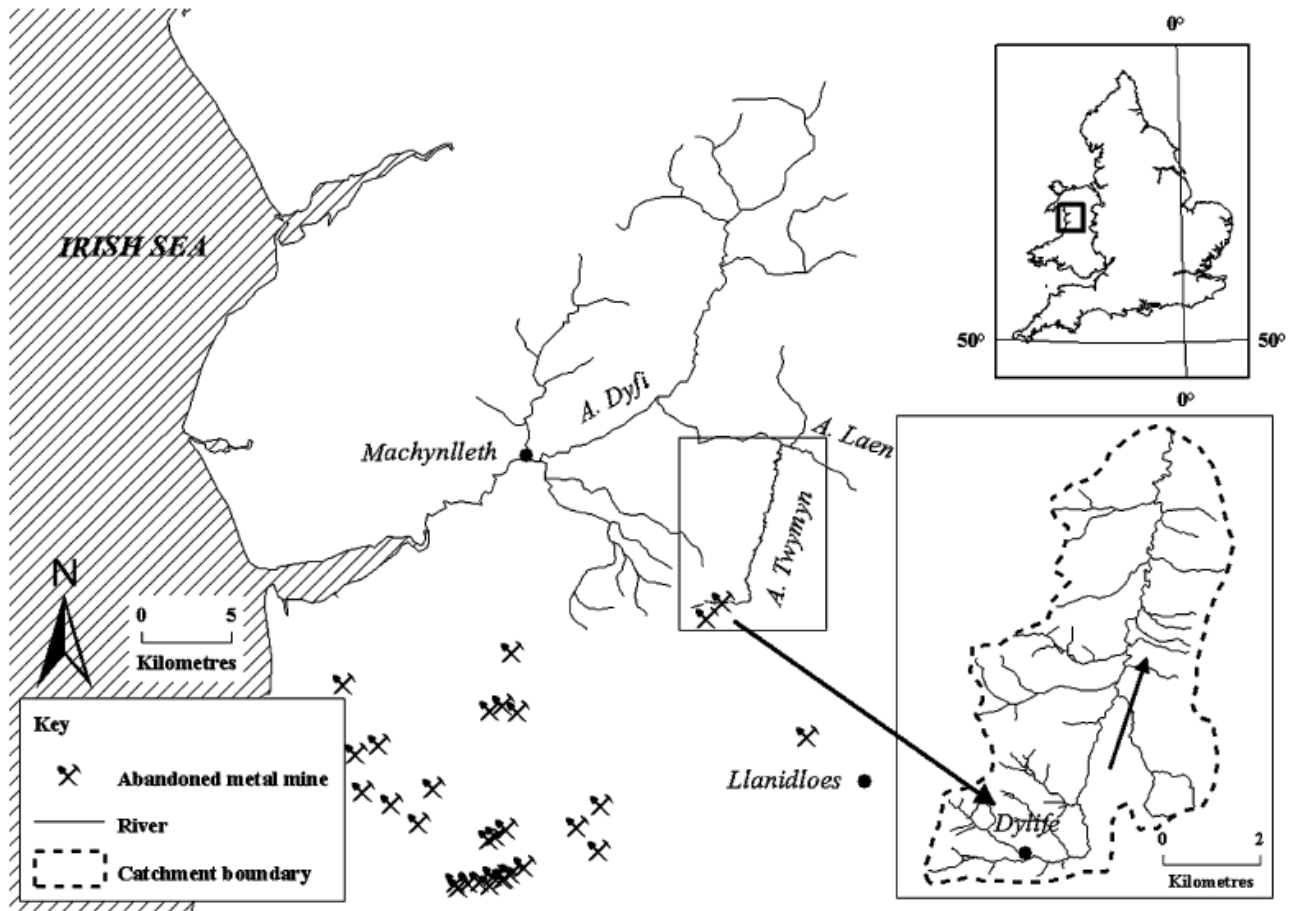 0°
50°
50°
0°
IRISH SEA
A. Dyfi
Machynlleth
A. Laen
A. Twymyn
N
0
5
Kilometres
Key
Abandoned metal mine
River
Catchment boundary
Llanidloes
Dylife
0
2
Kilometres